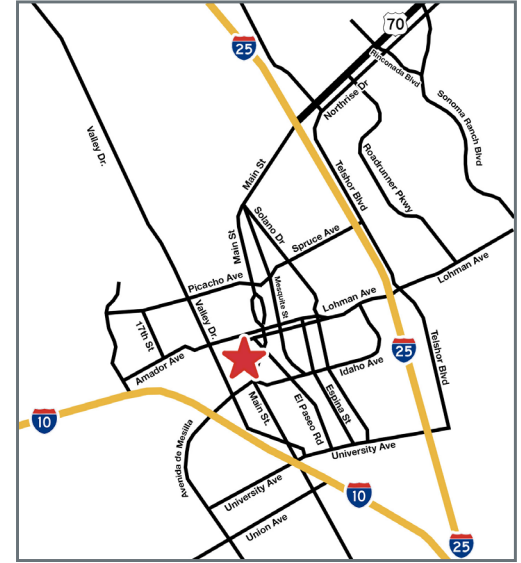 70
25
Rinconada Blvd
Northrise Dr
Sonoma Ranch Blvd
Valley Dr.
Main St
Roadrunner Pkwy
Telshor Blvd
Solano Dr
Main St
Spruce Ave
Lohman Ave
Picacho Ave
Mesquite St
Lohman Ave
Valley Dr.
17th St
Telshor Blvd
25
Amador Ave
Idaho Ave
Main St.
El Paseo Rd
Espina St
10
Avenida de Mesilla
University Ave
University Ave
10
Union Ave
25